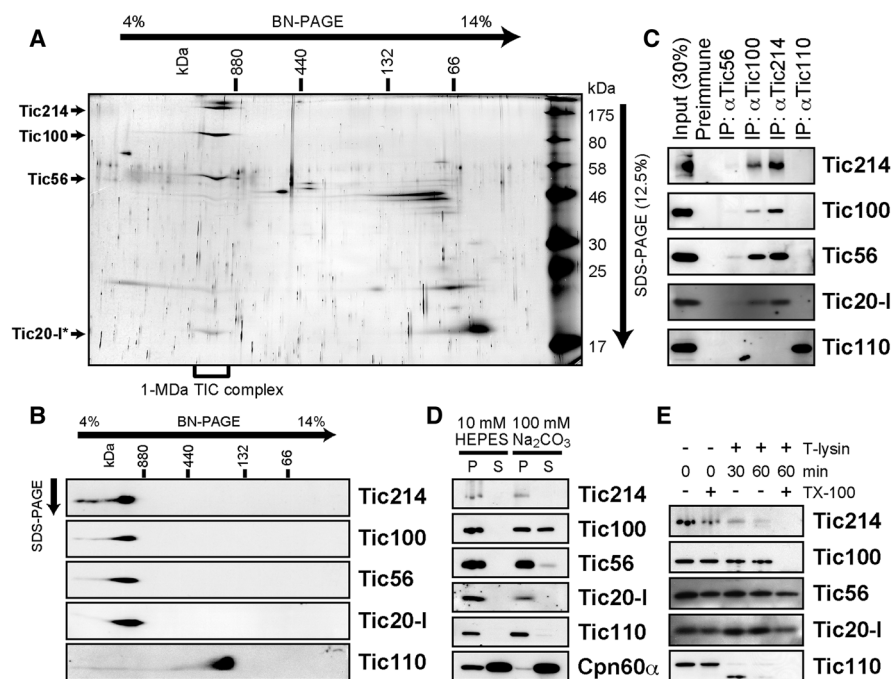 A
4% BN-PAGE 14%
kDa 880 440 132 66
kDa
Tic214
Tic100
Tic56
Tic20-I*
175
80
58
46
30
25
17
SDS-PAGE (12.5%)
1-MDa TIC complex
B
4% BN-PAGE 14%
kDa 880 440 132 66
SDS-PAGE
Tic214
Tic100
Tic56
Tic20-I
Tic110
C
Input (30%)
Preimmune
IP: αTic56
IP: αTic100
IP: αTic214
IP: αTic110
Tic214
Tic100
Tic56
Tic20-I
Tic110
D
10 mM 100 mM
HEPES Na₂CO₃
P S P S
Tic214
Tic100
Tic56
Tic20-I
Tic110
Cpn60α
E
- - + + + T-lysin
0 0 30 60 60 min
- + - - + TX-100
Tic214
Tic100
Tic56
Tic20-I
Tic110